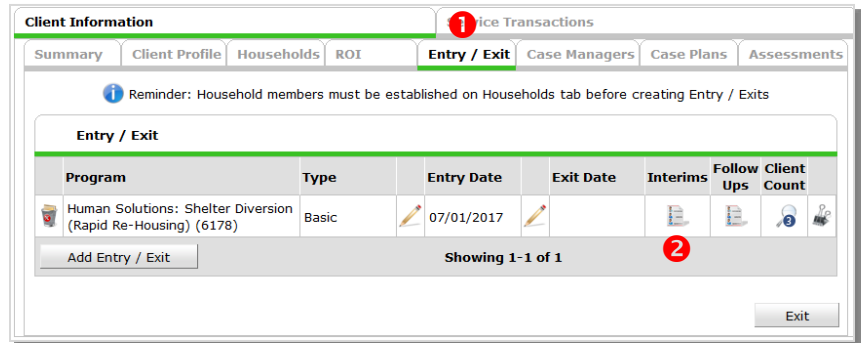 Client Information
1
Service Transactions
Summary Client Profile Households ROI Entry / Exit Case Managers Case Plans Assessments
Reminder: Household members must be established on Households tab before creating Entry / Exits
Entry / Exit
Program Type Entry Date Exit Date Interims Follow Ups Client Count
Human Solutions: Shelter Diversion
(Rapid Re-Housing) (6178)
Basic 07/01/2017 3
2
Add Entry / Exit Showing 1-1 of 1
Exit